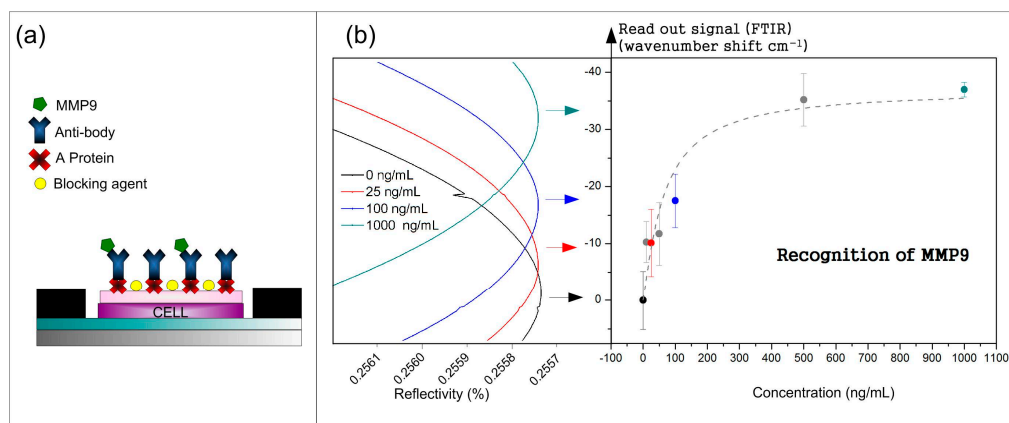 (a)
MMP9
Anti-body
A Protein
Blocking agent
CELL
(b)
Read out signal (FTIR)
(wavenumber shift cm⁻¹)
0 ng/mL
25 ng/mL
100 ng/mL
1000 ng/mL
0.2561
0.2560
0.2559
0.2558
0.2557
Reflectivity (%)
-40
-30
-20
-10
0
Recognition of MMP9
-100 0 100 200 300 400 500 600 700 800 900 1000 1100
Concentration (ng/mL)